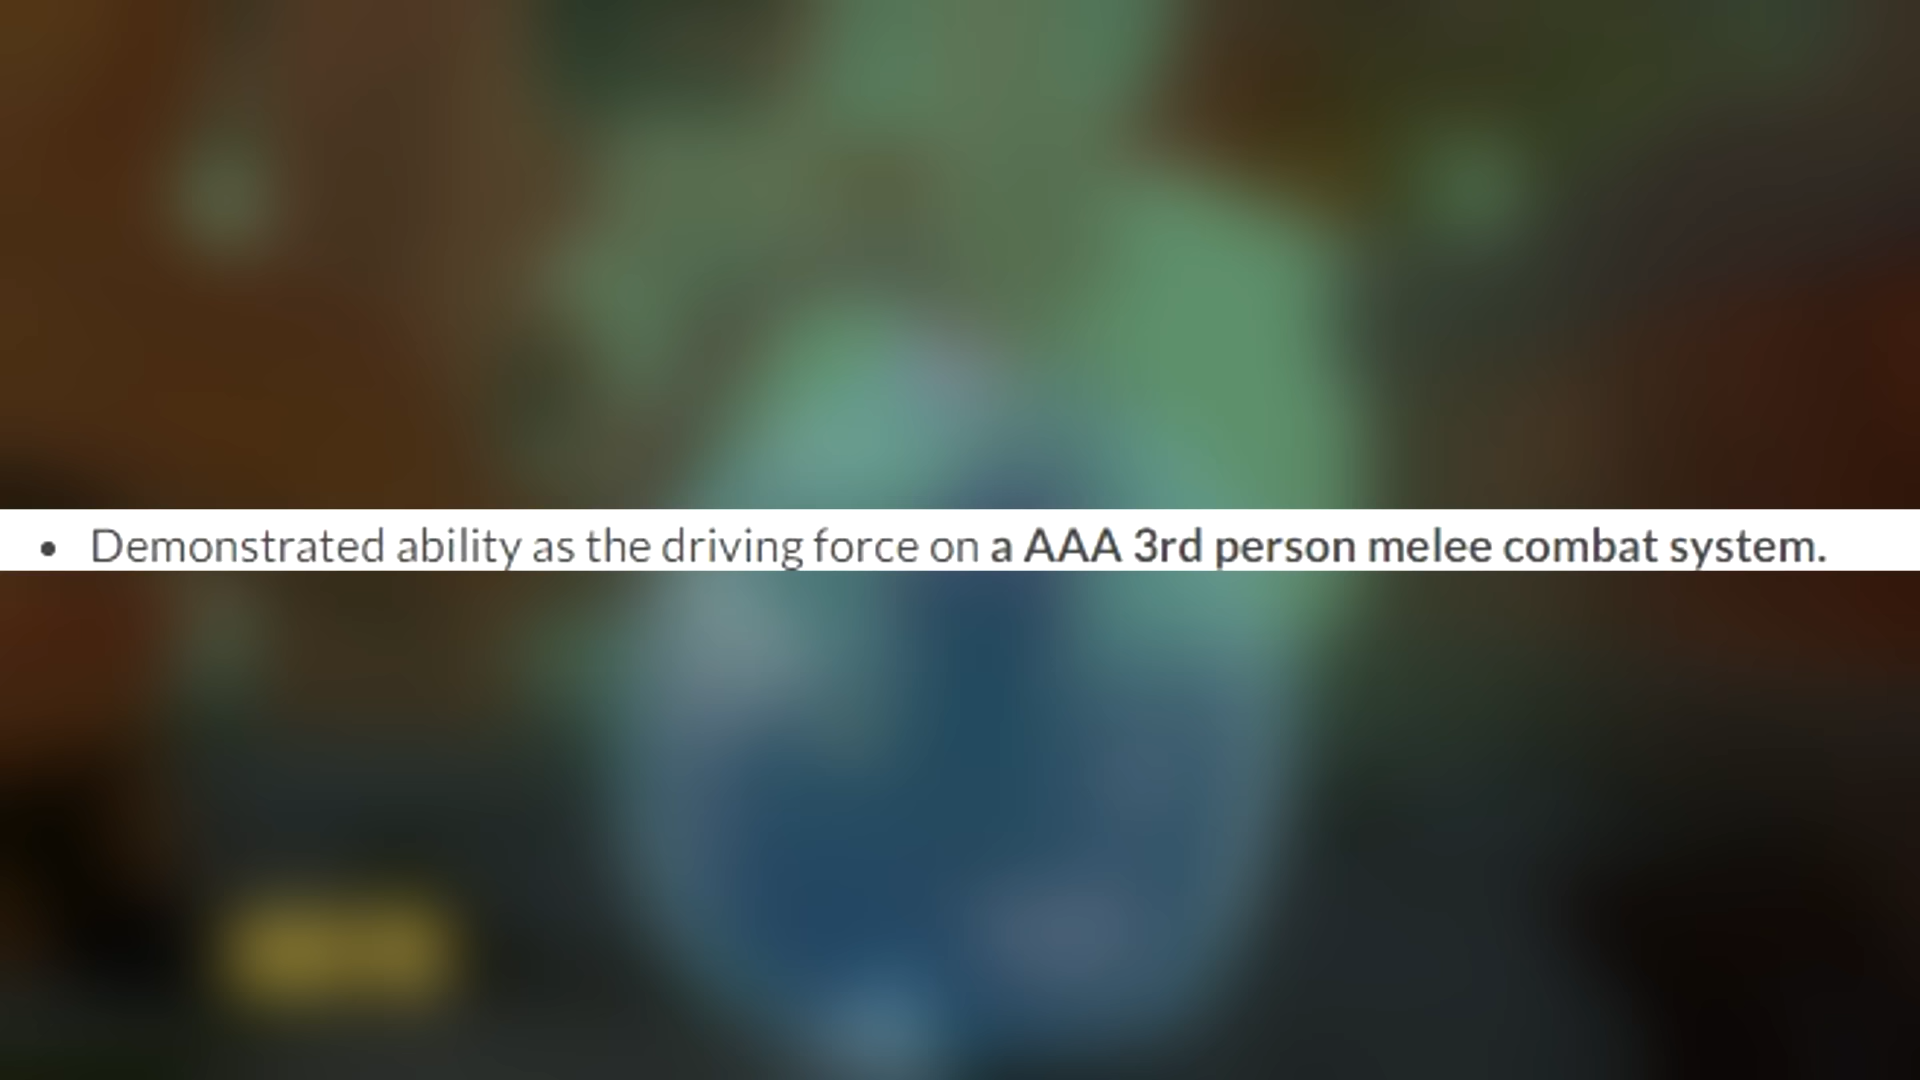 • Demonstrated ability as the driving force on a AAA 3rd person melee combat system.